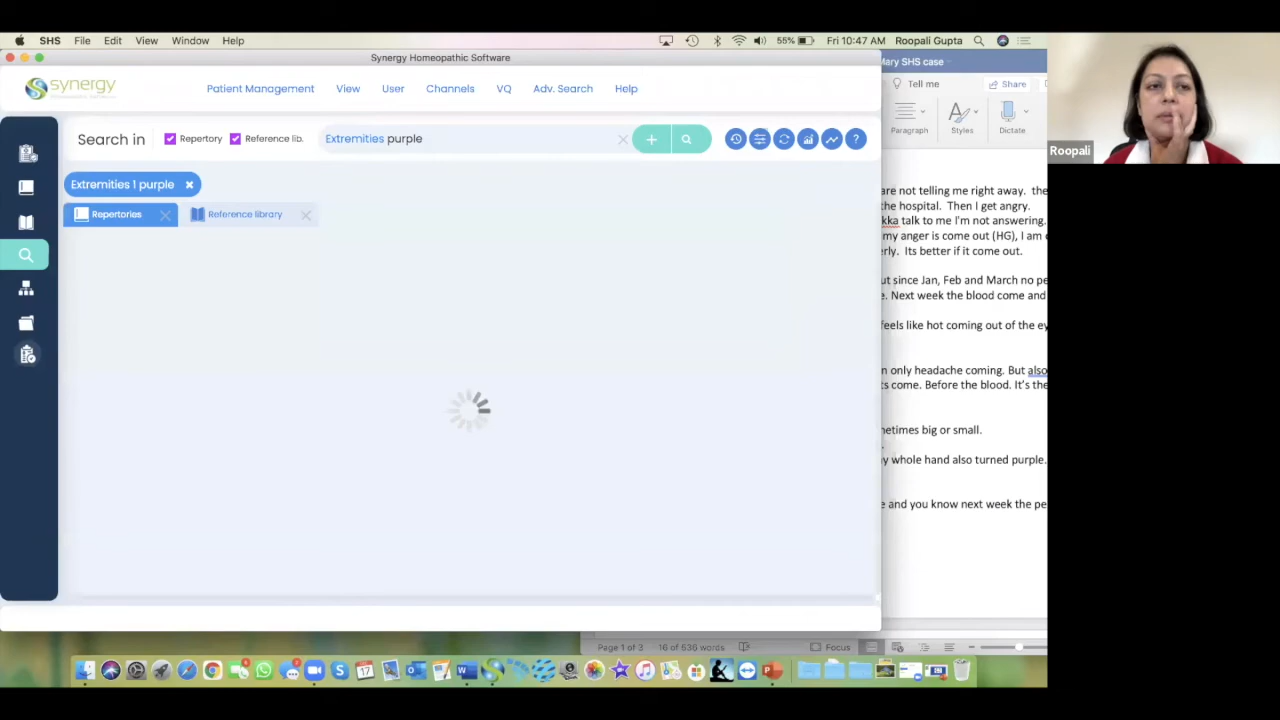 SHS File Edit View Window Help 55% Fri 10:47 AM Roopali Gupta
Synergy Homeopathic Software
Mary SHS case
synergy
Patient Management View User Channels VQ Adv. Search Help
Tell me Share
Search in Repertory Reference lib. Extremities purple
Paragraph Styles Dictate
Roopali
Extremities 1 purple
Repertories Reference library
are not telling me right away. the
the hospital. Then I get angry.
kka talk to me I'm not answering.
my anger is come out (HG), I am
erly. Its better if it come out.
ut since Jan, Feb and March no pe
e. Next week the blood come and
feels like hot coming out of the ey
n only headache coming. But also
ts come. Before the blood. It's the
metimes big or small.
y whole hand also turned purple.
e and you know next week the pe
Page 1 of 3 16 of 536 words Focus
17